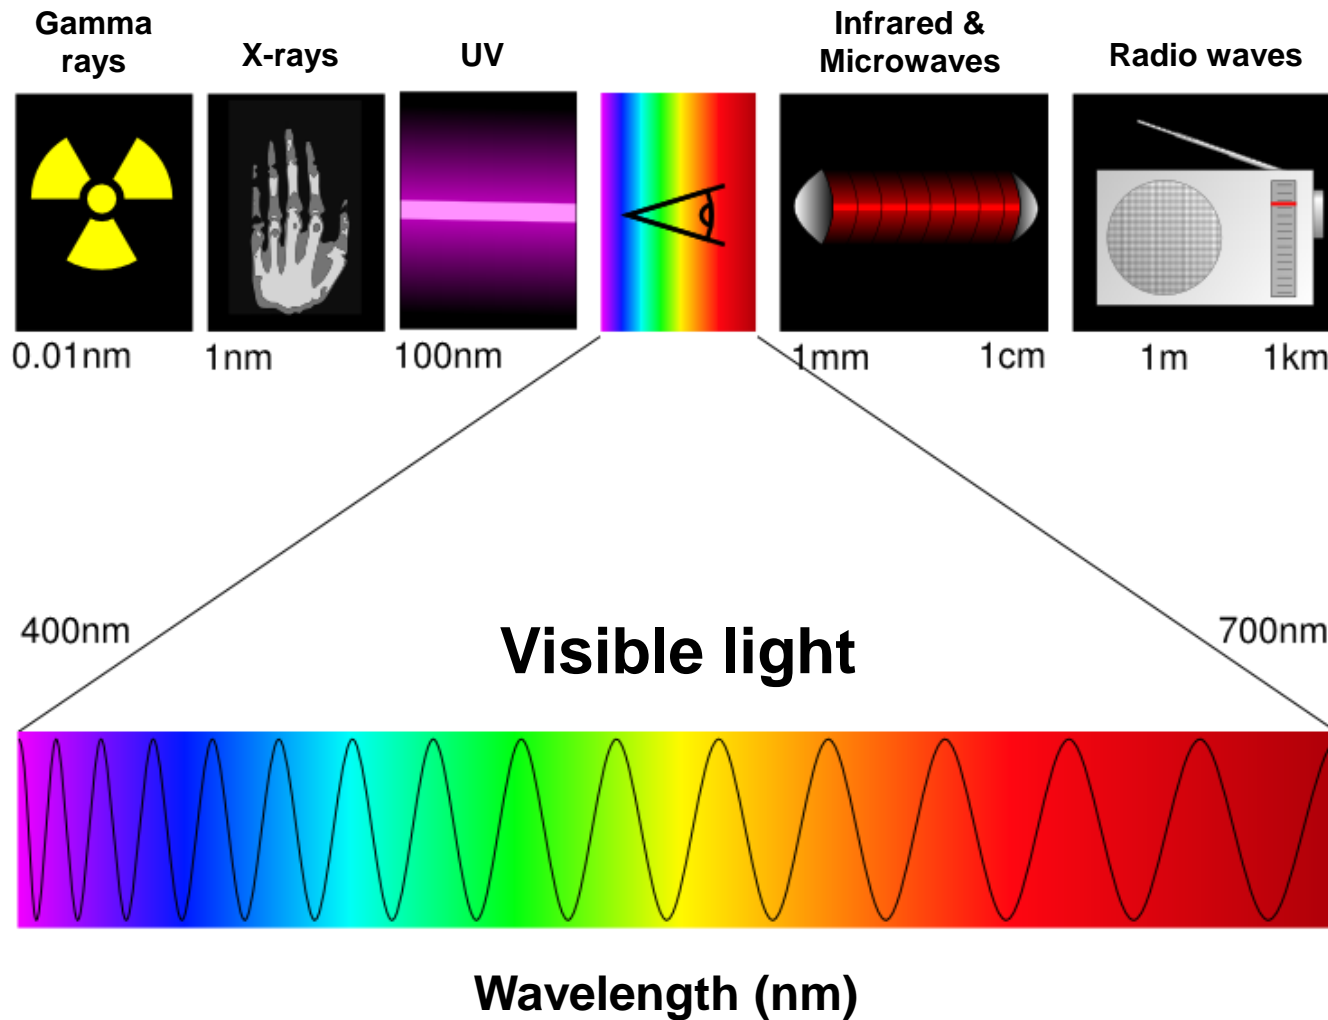 Gamma
rays
X-rays
UV
Infrared &
Microwaves
Radio waves
0.01nm
1nm
100nm
1mm
1cm
1m
1km
400nm
Visible light
700nm
Wavelength (nm)